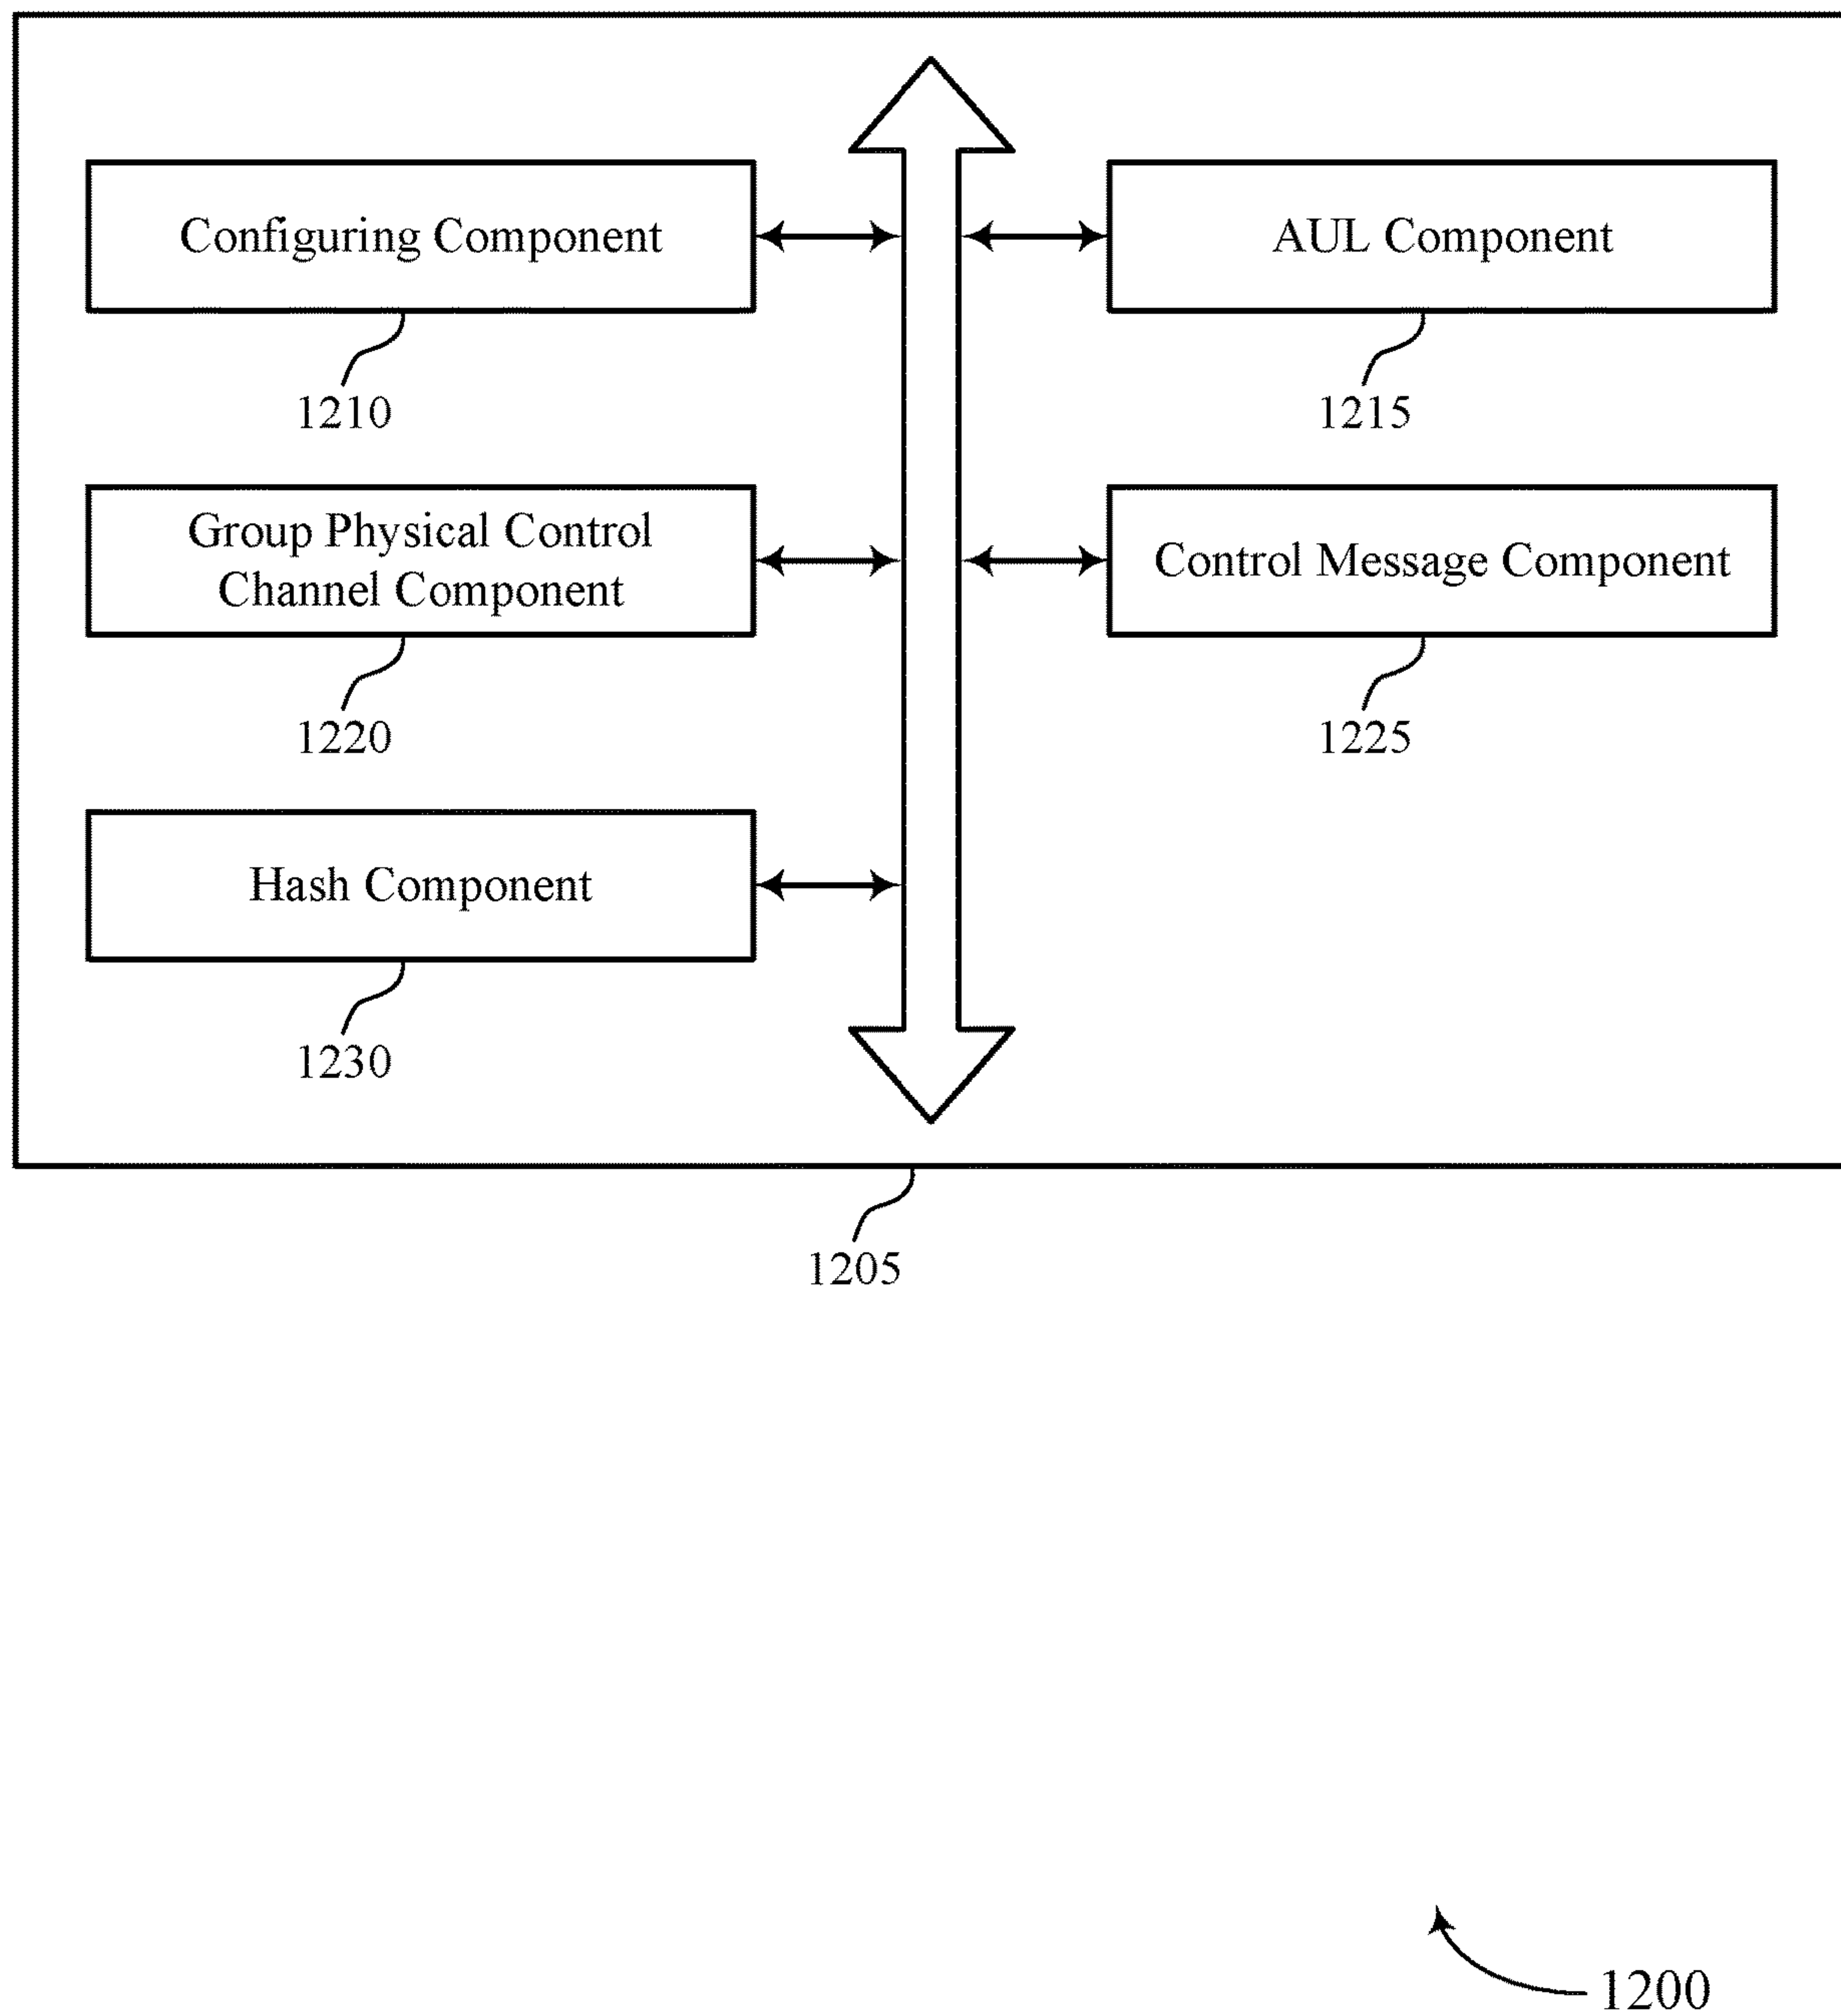 Configuring Component
1210
AUL Component
1215
Group Physical Control
Channel Component
1220
Control Message Component
1225
Hash Component
1230
1205
1200